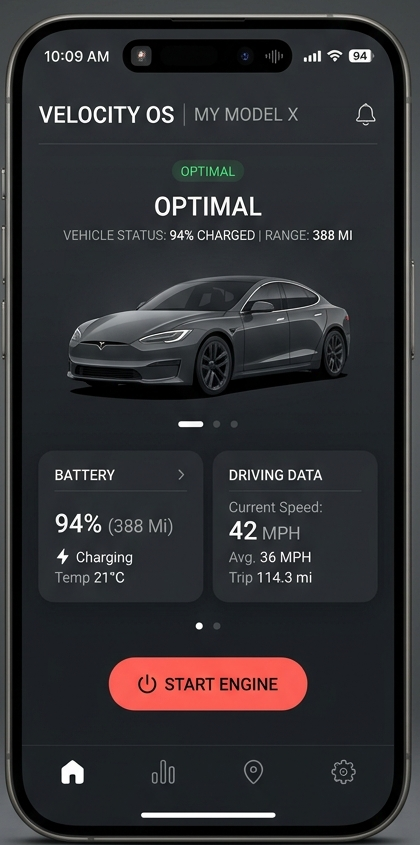 10:09 AM
94
VELOCITY OS | MY MODEL X
OPTIMAL
OPTIMAL
VEHICLE STATUS: 94% CHARGED | RANGE: 388 MI
BATTERY
94% (388 Mi)
Charging
Temp 21°C
DRIVING DATA
Current Speed:
42 MPH
Avg. 36 MPH
Trip 114.3 mi
START ENGINE